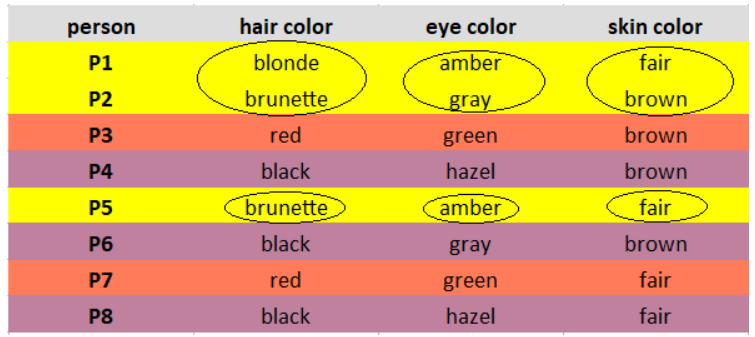 person hair color eye color skin color
P1 blonde amber fair
P2 brunette gray brown
P3 red green brown
P4 black hazel brown
P5 brunette amber fair
P6 black gray brown
P7 red green fair
P8 black hazel fair